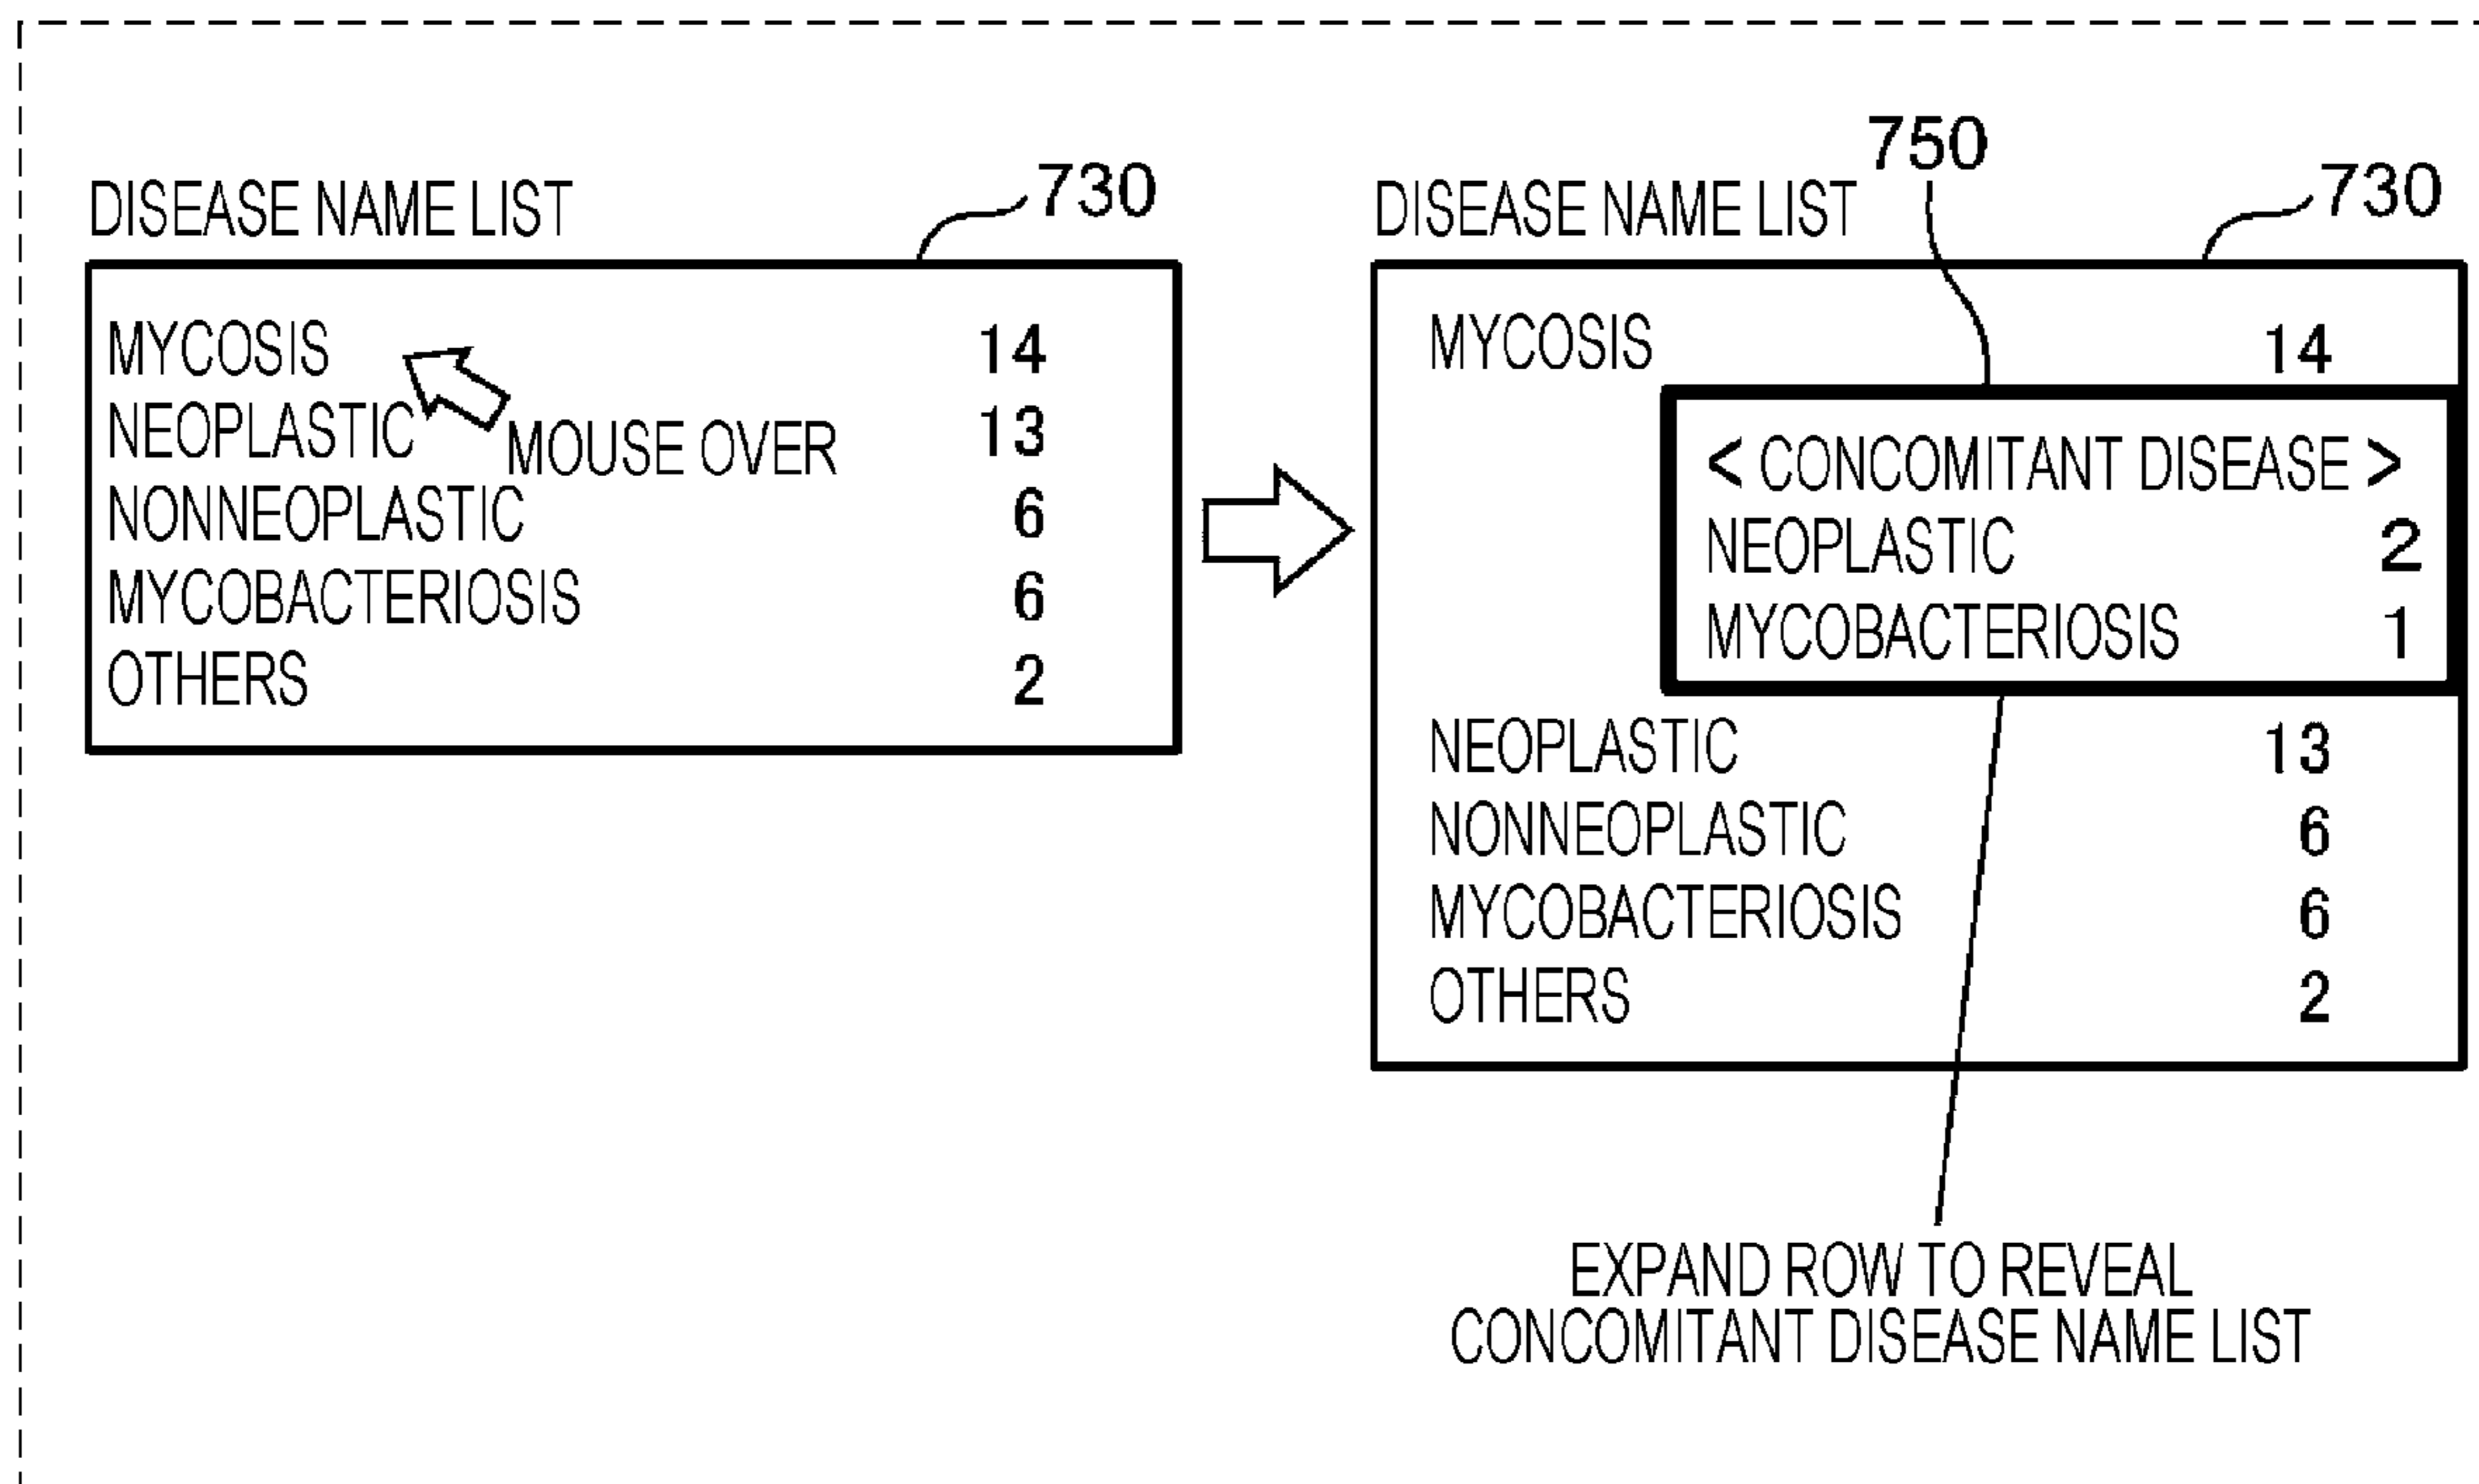 DISEASE NAME LIST
730
MYCOSIS 14
NEOPLASTIC 13
MOUSE OVER
NONNEOPLASTIC 6
MYCOBACTERIOSIS 6
OTHERS 2
DISEASE NAME LIST
750
730
MYCOSIS 14
< CONCOMITANT DISEASE >
NEOPLASTIC 2
MYCOBACTERIOSIS 1
NEOPLASTIC 13
NONNEOPLASTIC 6
MYCOBACTERIOSIS 6
OTHERS 2
EXPAND ROW TO REVEAL
CONCOMITANT DISEASE NAME LIST